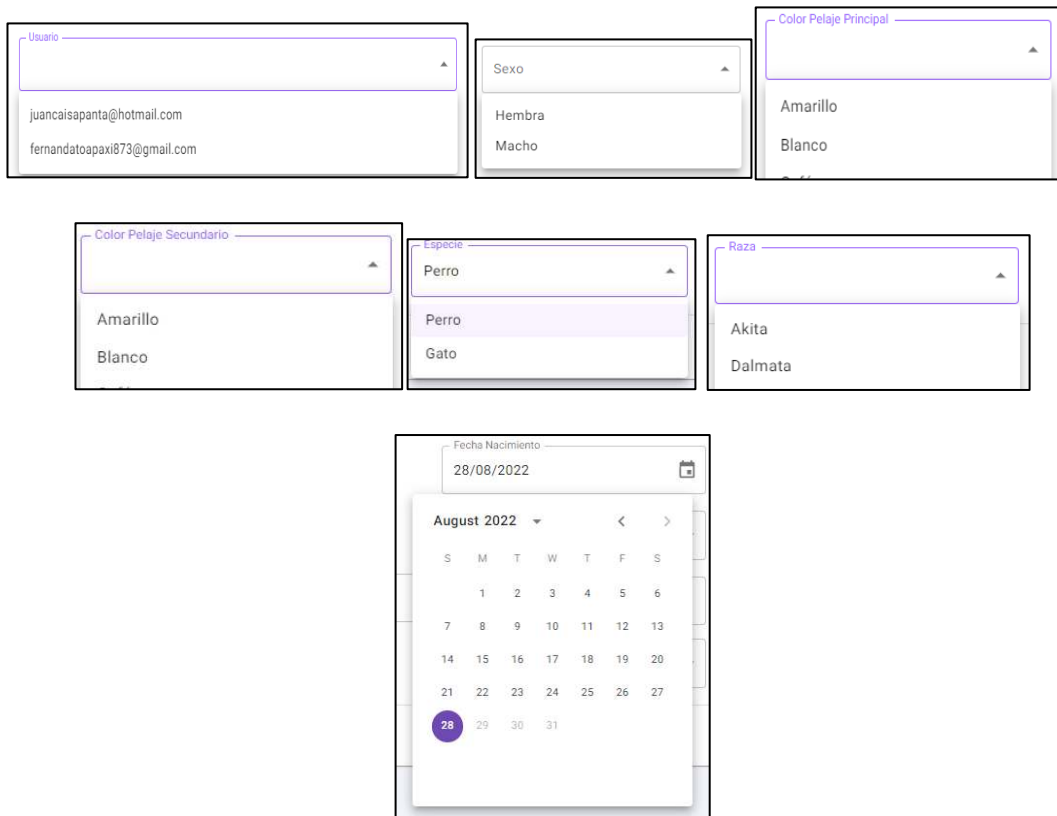 Usuario
juancaisapanta@hotmail.com
fernandatoapaxi873@gmail.com
Sexo
Hembra
Macho
Color Pelaje Principal
Amarillo
Blanco
Color Pelaje Secundario
Amarillo
Blanco
Especie
Perro
Perro
Gato
Raza
Akita
Dalmata
Fecha Nacimiento
28/08/2022
August 2022
S M T W T F S
1 2 3 4 5 6
7 8 9 10 11 12 13
14 15 16 17 18 19 20
21 22 23 24 25 26 27
28 29 30 31